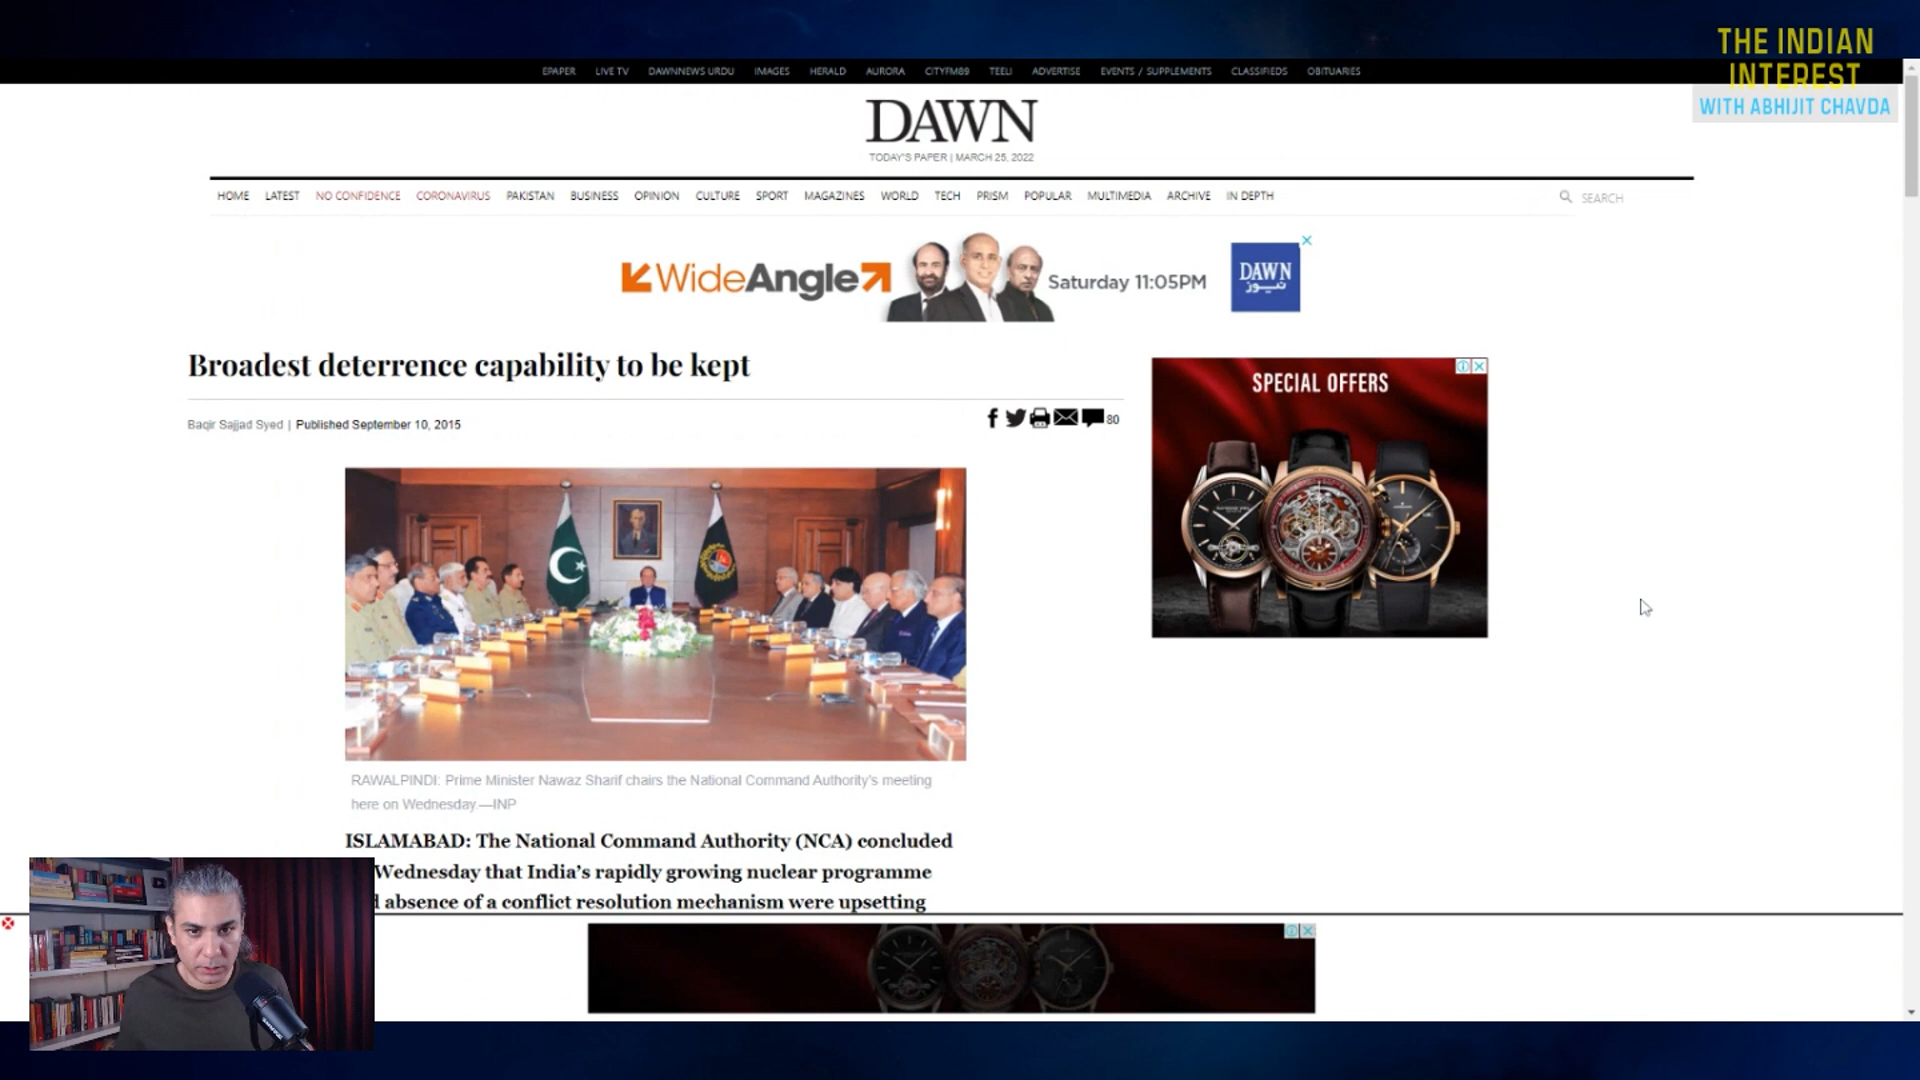 THE INDIAN
INTEREST
WITH ABHIJIT CHAVDA
EPAPER LIVE TV DAWNNEWS URDU IMAGES HERALD AURORA CITYFM89 TEELI ADVERTISE EVENTS / SUPPLEMENTS CLASSIFIEDS OBITUARIES
DAWN
TODAY'S PAPER | MARCH 25, 2022
HOME LATEST NO CONFIDENCE CORONAVIRUS PAKISTAN BUSINESS OPINION CULTURE SPORT MAGAZINES WORLD TECH PRISM POPULAR MULTIMEDIA ARCHIVE IN DEPTH SEARCH
WideAngle Saturday 11:05PM DAWN
نیوز
Broadest deterrence capability to be kept
Baqir Sajjad Syed | Published September 10, 2015
80
SPECIAL OFFERS
RAWALPINDI: Prime Minister Nawaz Sharif chairs the National Command Authority's meeting
here on Wednesday.—INP
ISLAMABAD: The National Command Authority (NCA) concluded
Wednesday that India's rapidly growing nuclear programme
absence of a conflict resolution mechanism were upsetting